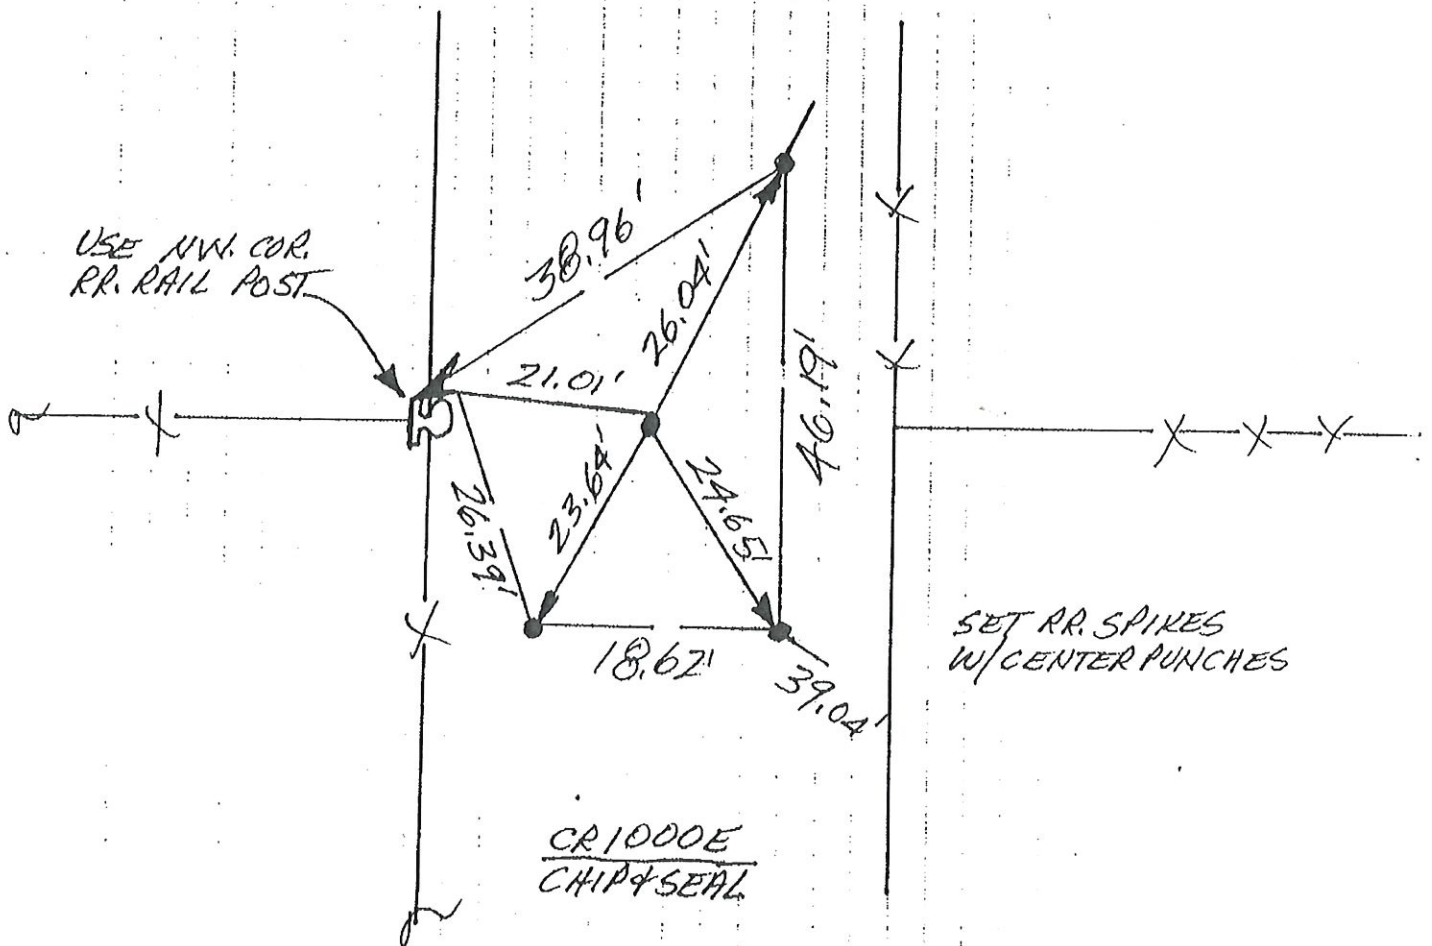 USE NW. COR.
RR. RAIL POST
38.96'
26.04'
21.01'
46.19'
23.64'
24.65'
26.39'
18.62'
39.04'
SET RR. SPIKES
W/CENTER PUNCHES
CR1000E
CHIP & SEAL